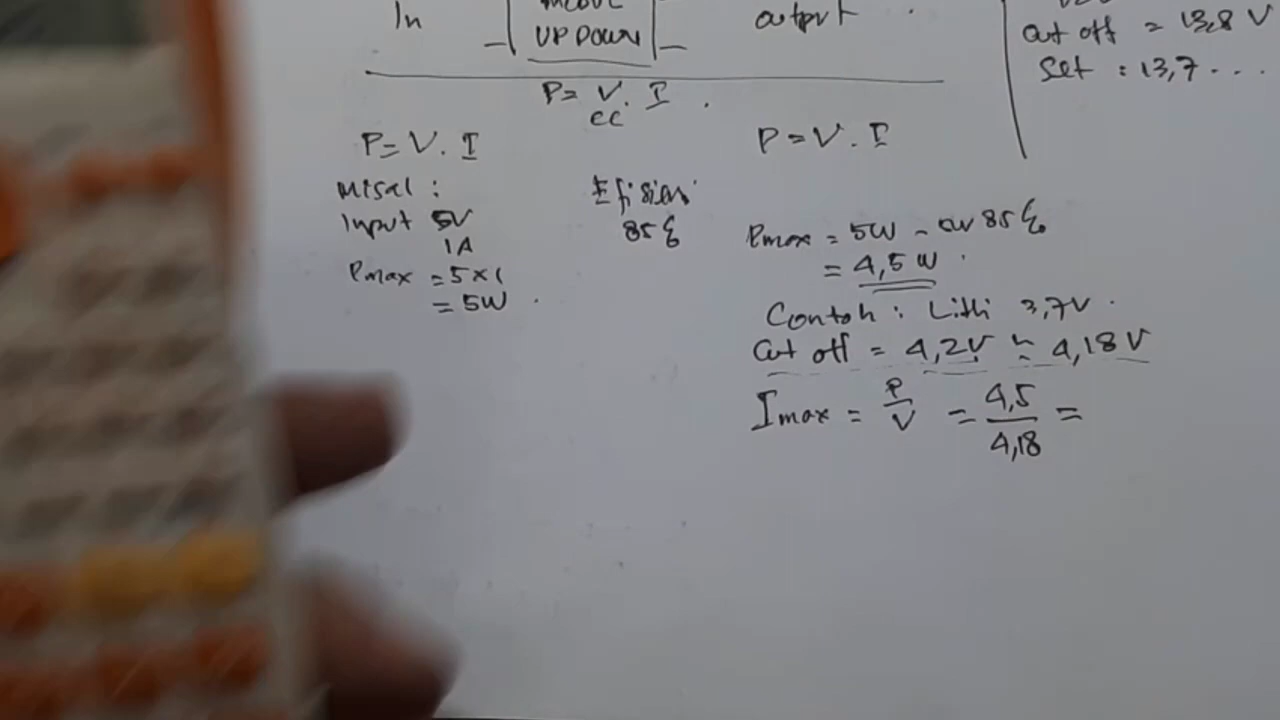 In
UP DOWN
output
Cut off = 13,8 V
Set : 13,7 ...
P = V . I .
cc
P = V . I
Misal :
Input 5V
1A
Pmax = 5 x 1
= 5W .
Efisien
85%
P = V . I
Pmax = 5W - 85%
= 4,5 W .
Contoh : Lithi 3,7V .
Cut off = 4,2V ≈ 4,18 V
Imax = P/V = 4,5/4,18 =